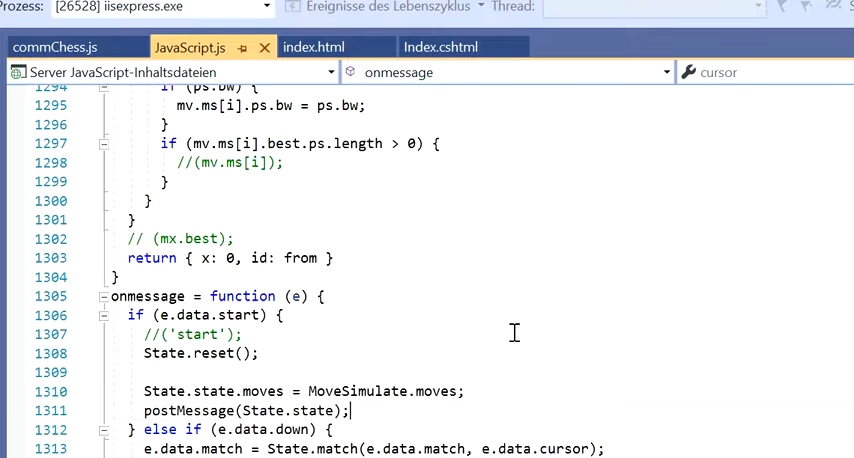 Prozess: [26528] iisexpress.exe Ereignisse des Lebenszyklus Thread:
commChess.js JavaScript.js index.html Index.cshtml
Server JavaScript-Inhaltsdateien onmessage cursor
1294 if (ps.bw) {
1295 mv.ms[i].ps.bw = ps.bw;
1296 }
1297 if (mv.ms[i].best.ps.length > 0) {
1298 //(mv.ms[i]);
1299 }
1300 }
1301 }
1302 // (mx.best);
1303 return { x: 0, id: from }
1304 }
1305 onmessage = function (e) {
1306 if (e.data.start) {
1307 //('start');
1308 State.reset();
1309
1310 State.state.moves = MoveSimulate.moves;
1311 postMessage(State.state);
1312 } else if (e.data.down) {
1313 e.data.match = State.match(e.data.match, e.data.cursor);